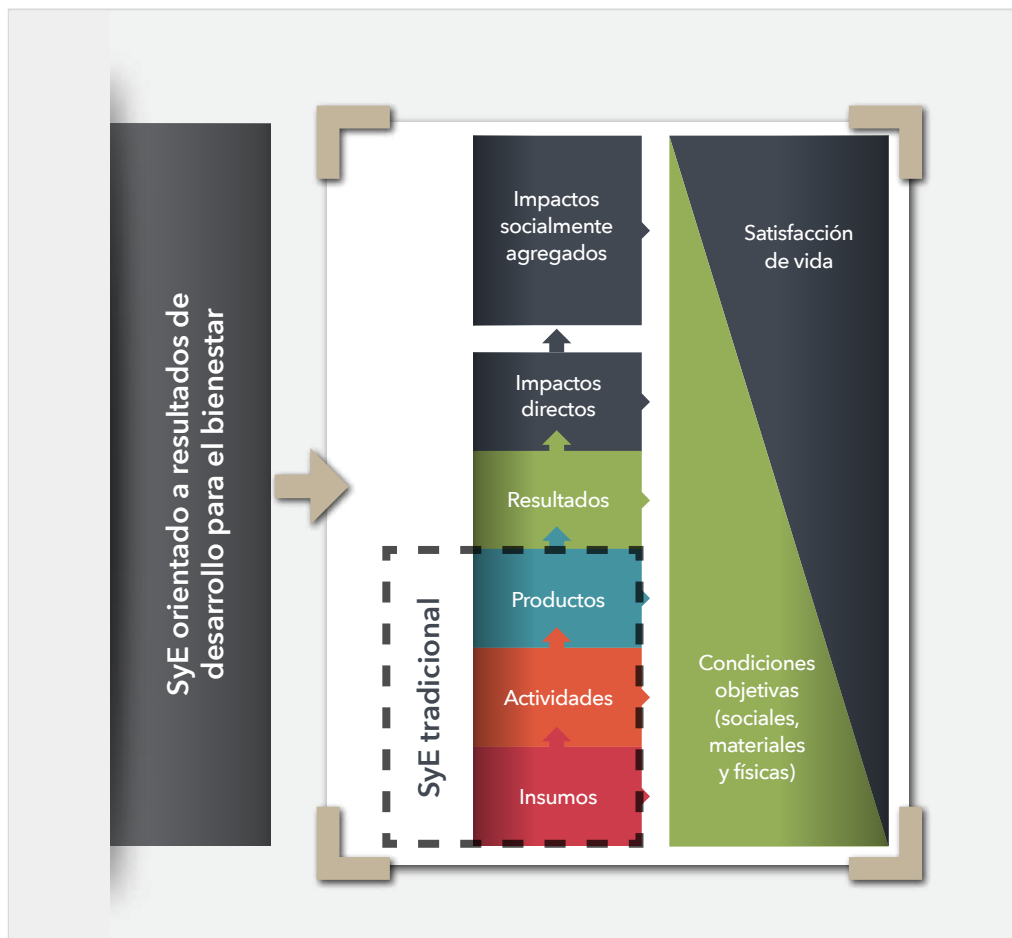 SyE orientado a resultados de
desarrollo para el bienestar
SyE tradicional
Impactos
socialmente
agregados
Impactos
directos
Resultados
Productos
Actividades
Insumos
Satisfacción
de vida
Condiciones
objetivas
(sociales,
materiales
y físicas)